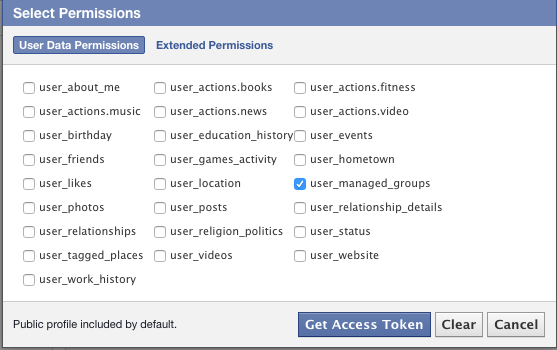 Select Permissions
User Data Permissions Extended Permissions
user_about_me user_actions.books user_actions.fitness
user_actions.music user_actions.news user_actions.video
user_birthday user_education_history user_events
user_friends user_games_activity user_hometown
user_likes user_location user_managed_groups
user_photos user_posts user_relationship_details
user_relationships user_religion_politics user_status
user_tagged_places user_videos user_website
user_work_history
Public profile included by default. Get Access Token Clear Cancel